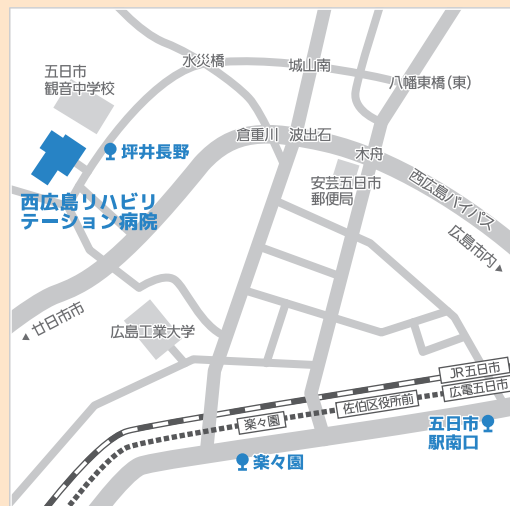 水災橋
城山南
五日市
観音中学校
八幡東橋（東）
倉重川
波出石
坪井長野
木舟
西広島リハビリ
テーション病院
安芸五日市
郵便局
西広島バイパス
広島市内
廿日市市
広島工業大学
JR五日市
広電五日市
佐伯区役所前
楽々園
五日市
駅南口
楽々園